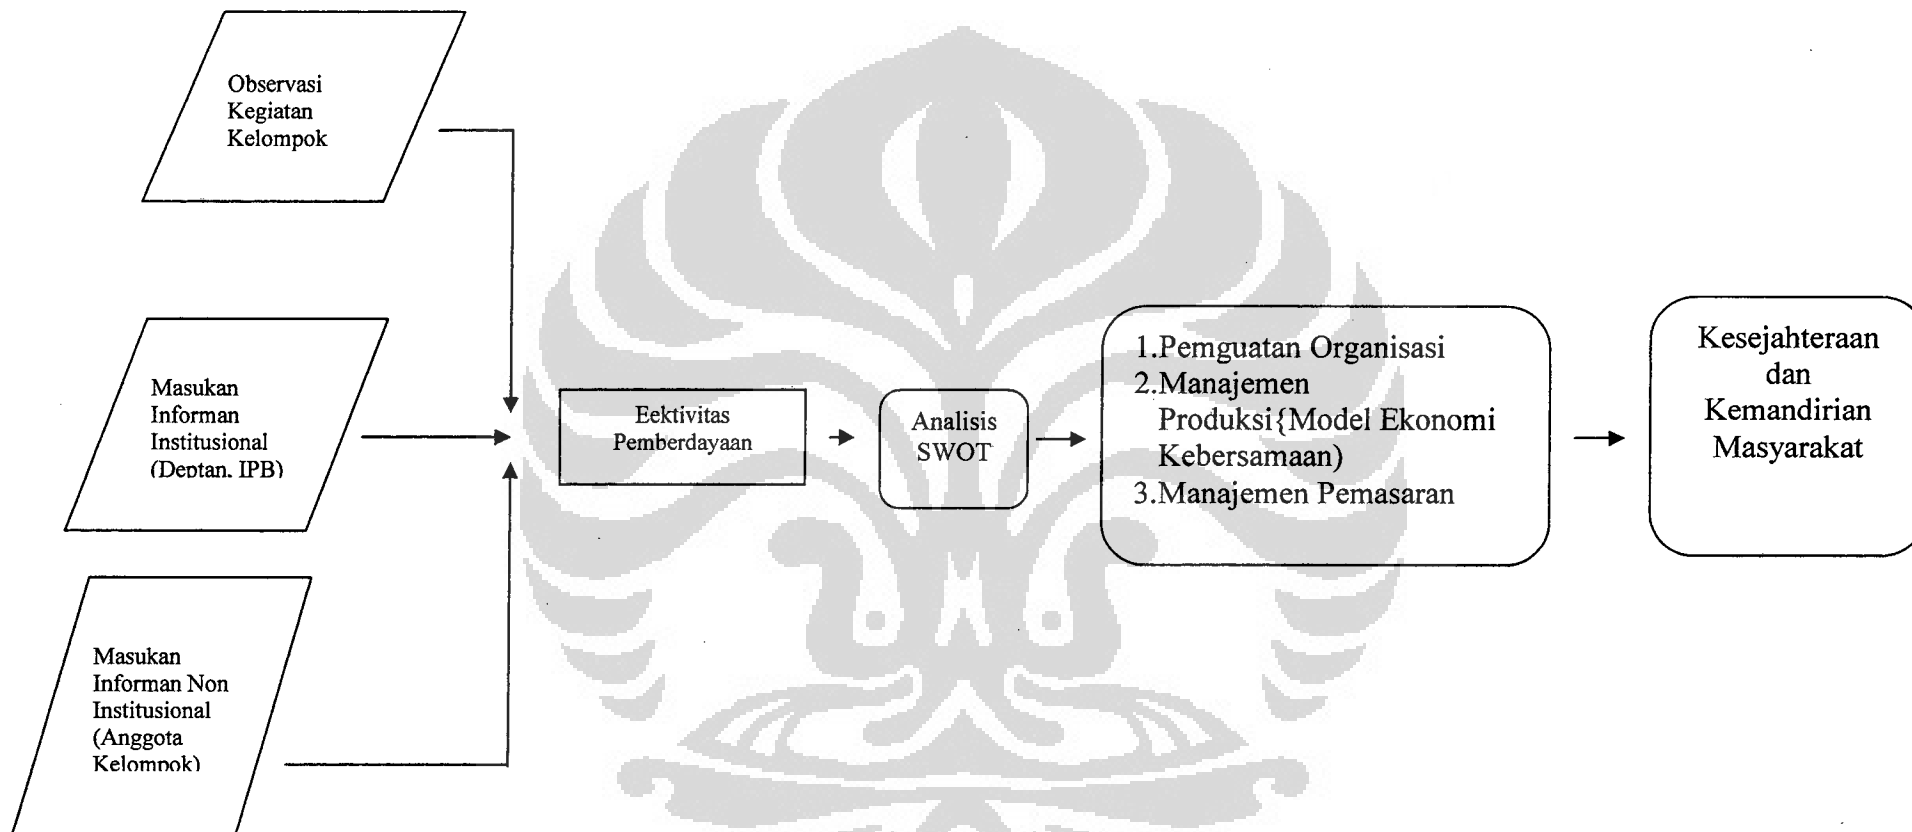 Observasi
Kegiatan
Kelompok
Masukan
Informan
Institusional
(Deptan, IPB)
Masukan
Informan Non
Institusional
(Anggota
Kelompok)
Eektivitas
Pemberdayaan
Analisis
SWOT
1.Pemguatan Organisasi
2.Manajemen
Produksi{Model Ekonomi
Kebersamaan)
3.Manajemen Pemasaran
Kesejahteraan
dan
Kemandirian
Masyarakat